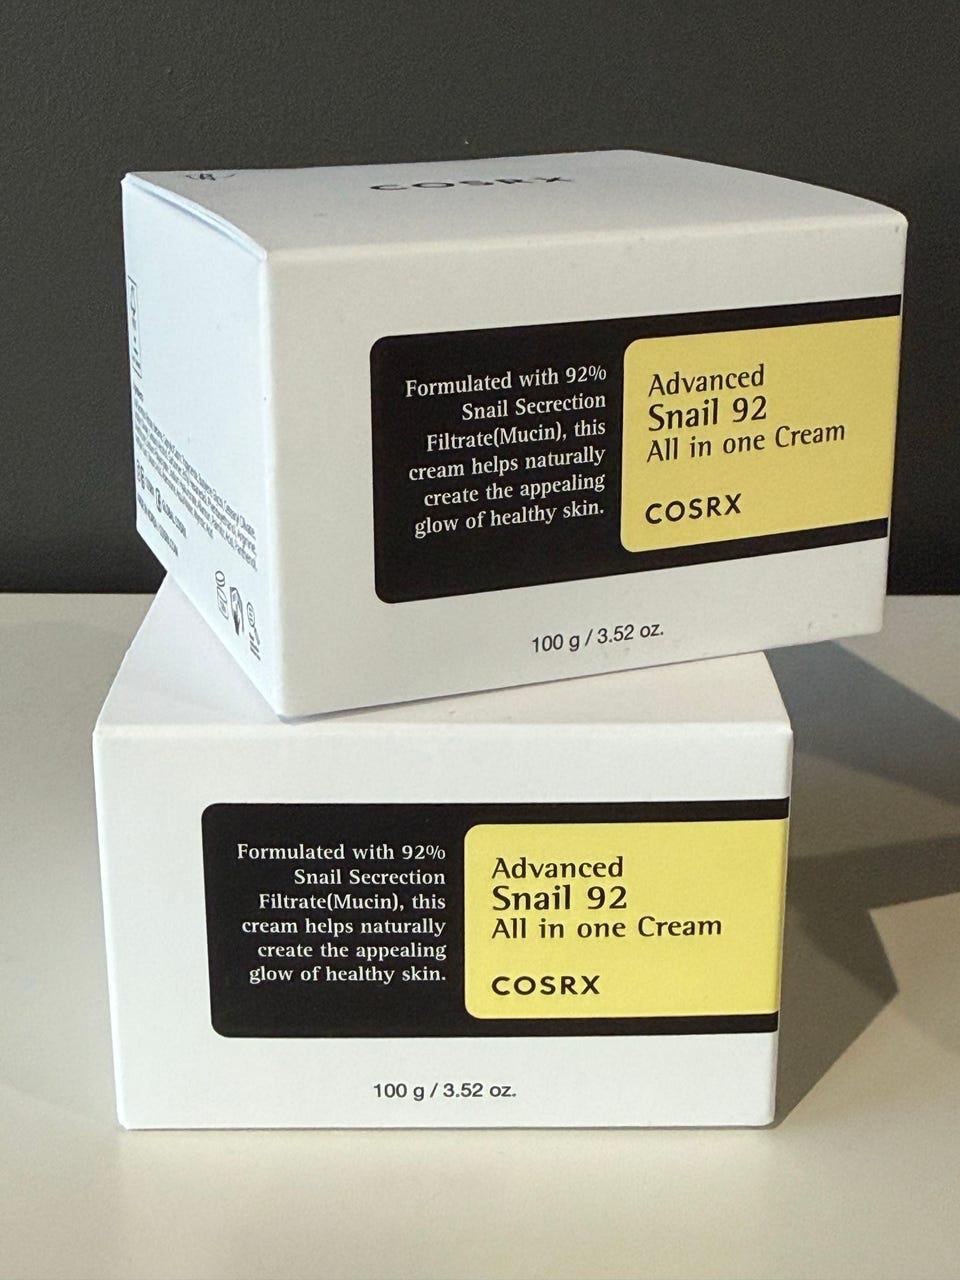 COSRX
Formulated with 92%
Snail Secrection
Filtrate(Mucin), this
cream helps naturally
create the appealing
glow of healthy skin.
Advanced
Snail 92
All in one Cream
COSRX
100 g / 3.52 oz.
Formulated with 92%
Snail Secrection
Filtrate(Mucin), this
cream helps naturally
create the appealing
glow of healthy skin.
Advanced
Snail 92
All in one Cream
COSRX
100 g / 3.52 oz.